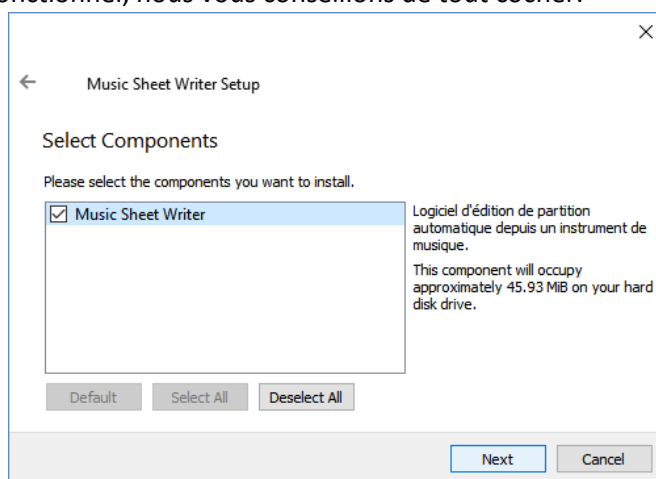 nous vous conseillons de tout cocher.
Music Sheet Writer Setup
Select Components
Please select the components you want to install.
Music Sheet Writer
Logiciel d'édition de partition
automatique depuis un instrument de
musique.
This component will occupy
approximately 45.93 MiB on your hard
disk drive.
Default Select All Deselect All
Next Cancel